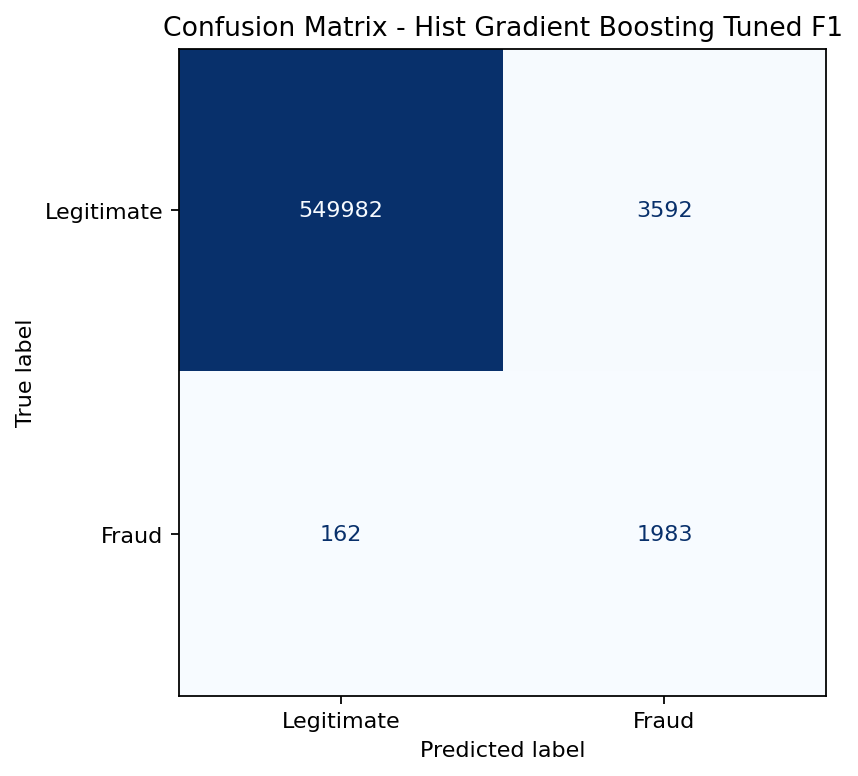 Confusion Matrix - Hist Gradient Boosting Tuned F1
Legitimate
549982
3592
True label
Fraud
162
1983
Legitimate
Fraud
Predicted label